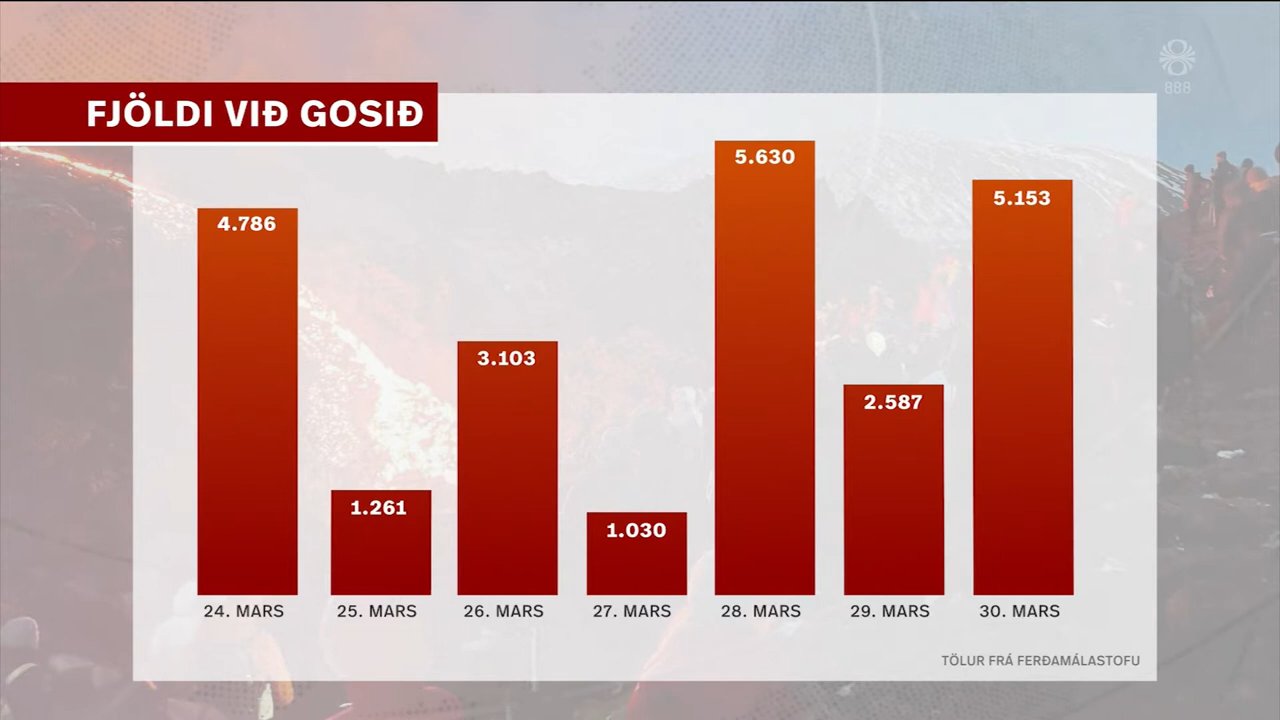 888
FJÖLDI VIÐ GOSIÐ
4.786
1.261
3.103
1.030
5.630
2.587
5.153
24. MARS
25. MARS
26. MARS
27. MARS
28. MARS
29. MARS
30. MARS
TÖLUR FRÁ FERÐAMÁLASTOFU